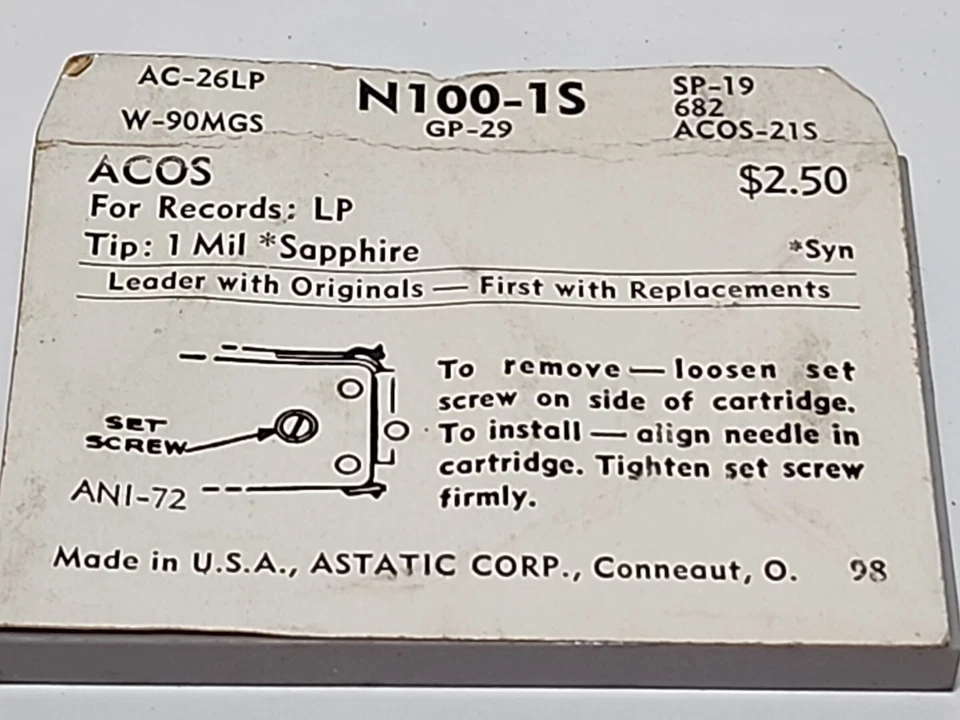 AC-26LP
N100-1S
SP-19
682
W-90MGS
GP-29
ACOS-21S
ACOS
$2.50
For Records: LP
Tip: 1 Mil *Sapphire
*Syn
Leader with Originals — First with Replacements
SET
SCREW
ANI-72
To remove — loosen set
screw on side of cartridge.
To install — align needle in
cartridge. Tighten set screw
firmly.
Made in U.S.A., ASTATIC CORP., Conneaut, O. 98